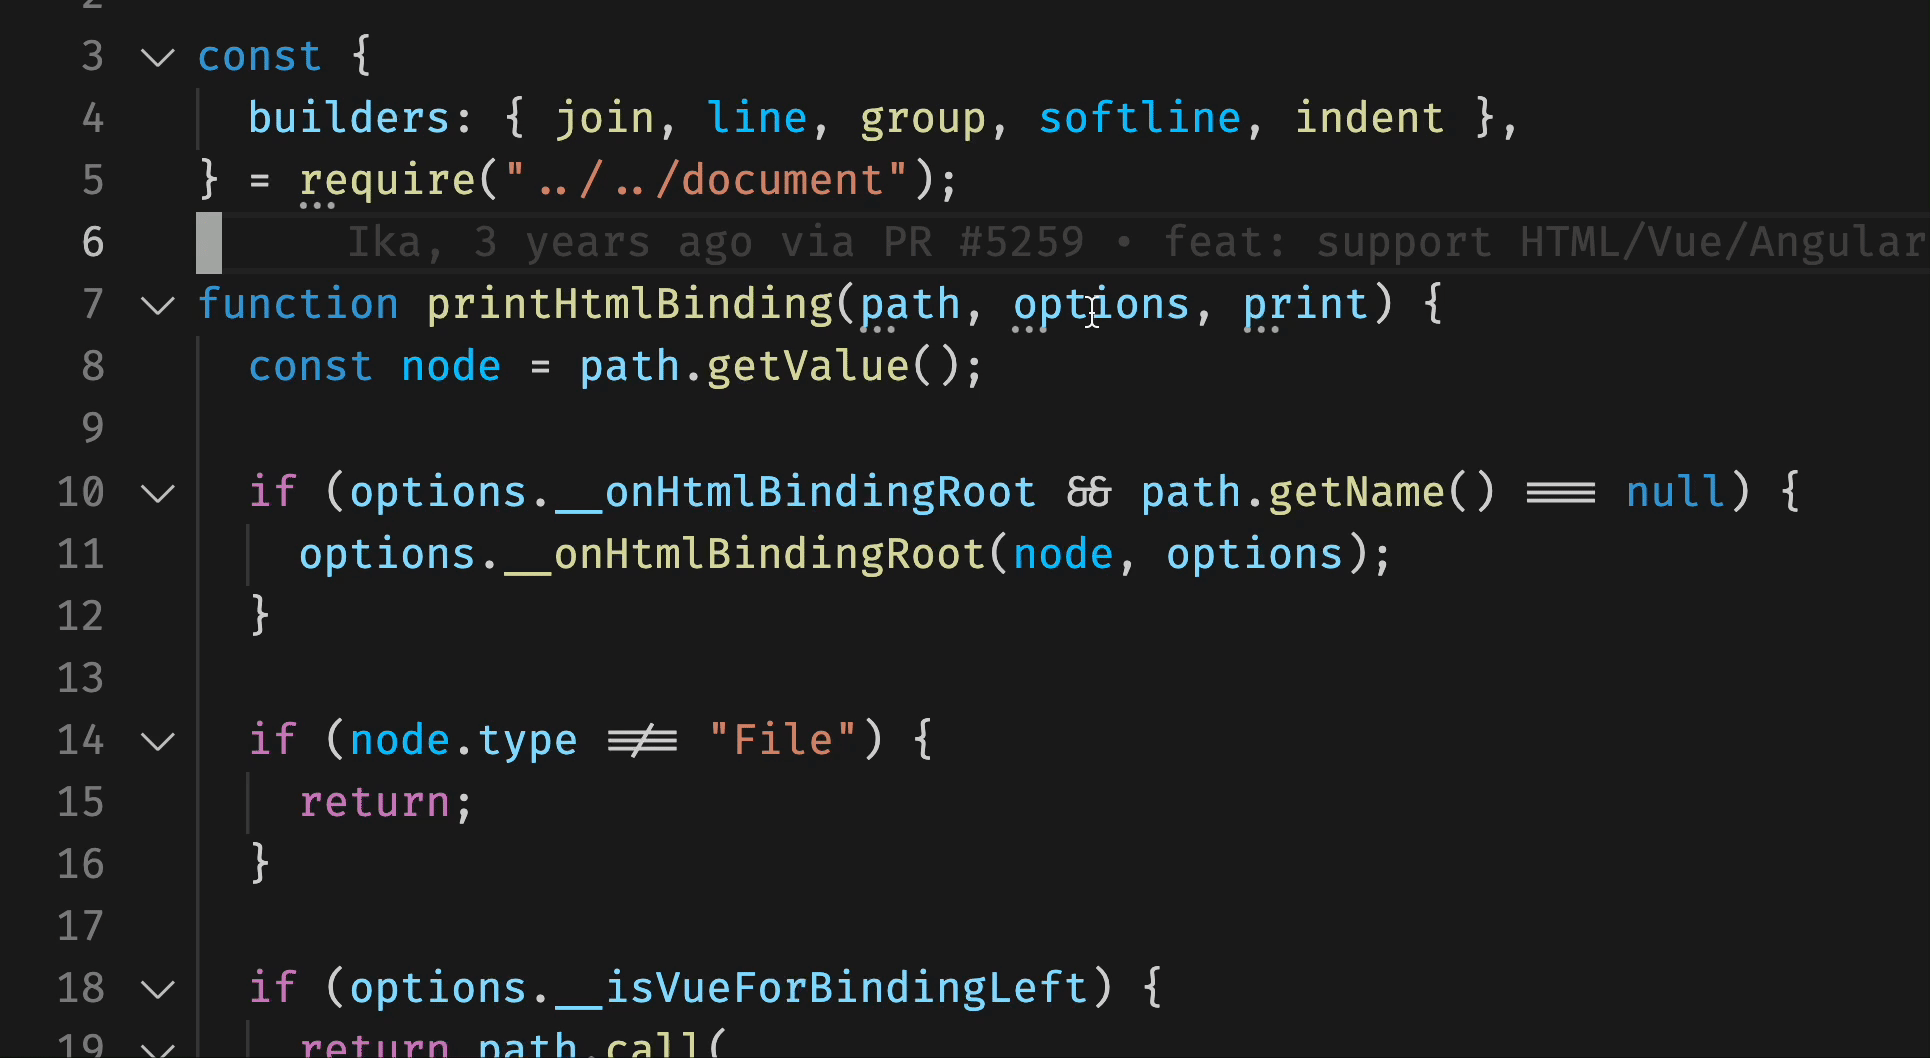 2
3 const {
4 builders: { join, line, group, softline, indent },
5 } = require("../../document");
6 Ika, 3 years ago via PR #5259 • feat: support HTML/Vue/Angular
7 function printHtmlBinding(path, options, print) {
8 const node = path.getValue();
9
10 if (options.__onHtmlBindingRoot && path.getName() === null) {
11 options.__onHtmlBindingRoot(node, options);
12 }
13
14 if (node.type !== "File") {
15 return;
16 }
17
18 if (options.__isVueForBindingLeft) {
19 return path.call(